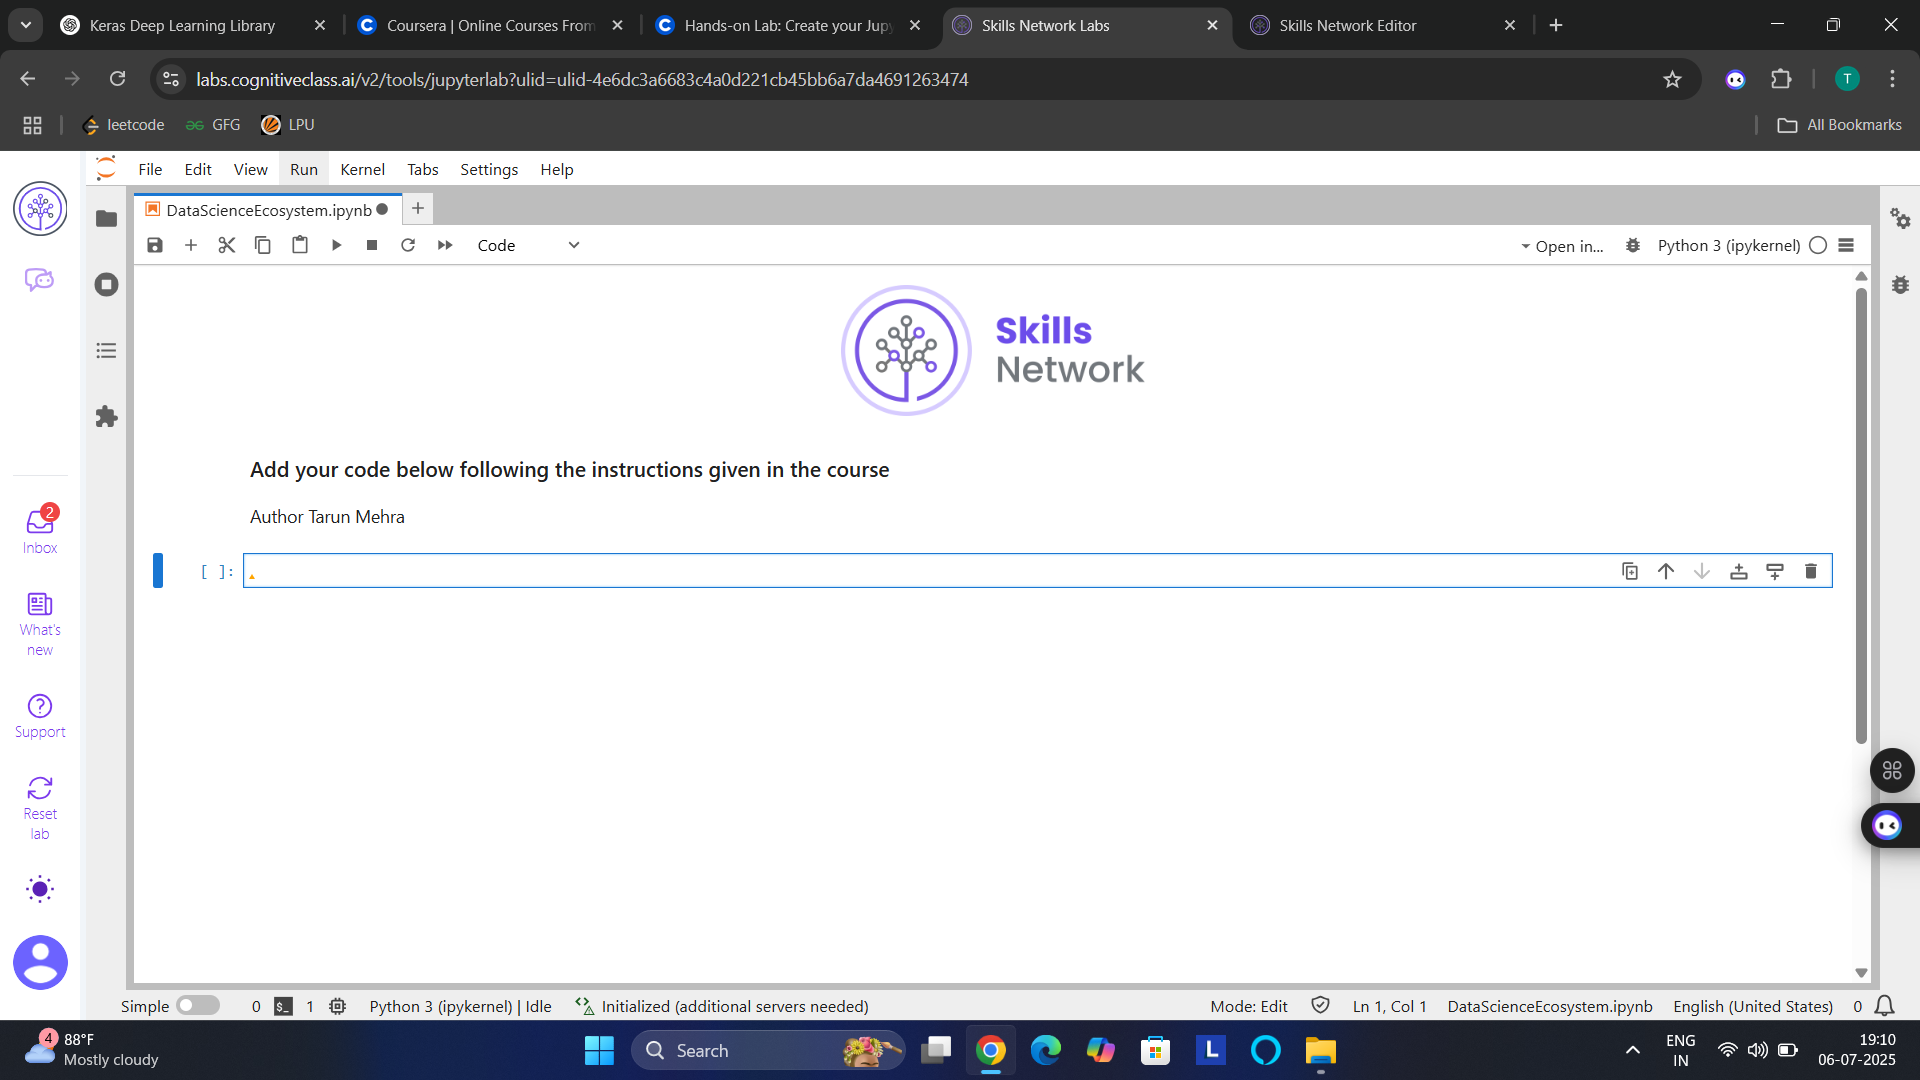 Keras Deep Learning Library
Coursera | Online Courses From
Hands-on Lab: Create your Jupy
Skills Network Labs
Skills Network Editor
labs.cognitiveclass.ai/v2/tools/jupyterlab?ulid=ulid-4e6dc3a6683c4a0d221cb45bb6a7da4691263474
T
leetcode
GFG
LPU
All Bookmarks
File Edit View Run Kernel Tabs Settings Help
DataScienceEcosystem.ipynb
Code
Open in...
Python 3 (ipykernel)
Skills
Network
Add your code below following the instructions given in the course
Author Tarun Mehra
[ ]:
2
Inbox
What's
new
Support
Reset
lab
Simple 0 $_ 1 Python 3 (ipykernel) | Idle Initialized (additional servers needed) Mode: Edit Ln 1, Col 1 DataScienceEcosystem.ipynb English (United States) 0
4
88°F
Mostly cloudy
Search
L
ENG
IN
19:10
06-07-2025